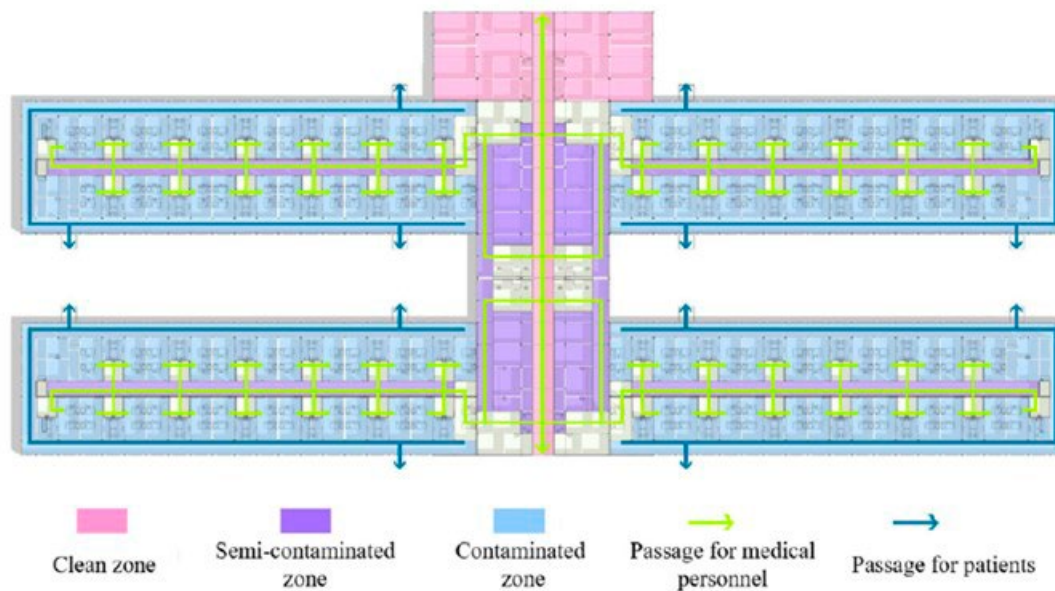 Clean zone
Semi-contaminated
zone
Contaminated
zone
Passage for medical
personnel
Passage for patients